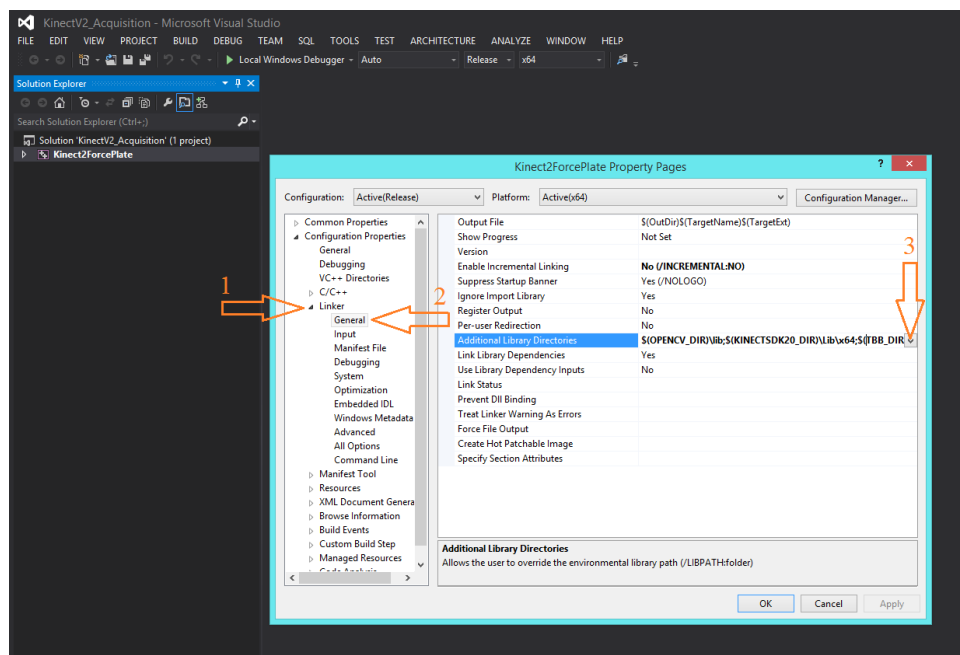 KinectV2_Acquisition - Microsoft Visual Studio
FILE EDIT VIEW PROJECT BUILD DEBUG TEAM SQL TOOLS TEST ARCHITECTURE ANALYZE WINDOW HELP
Local Windows Debugger Auto Release x64
Solution Explorer
Search Solution Explorer (Ctrl+;)
Solution 'KinectV2_Acquisition' (1 project)
Kinect2ForcePlate
Kinect2ForcePlate Property Pages
? x
Configuration: Active(Release) Platform: Active(x64) Configuration Manager...
Common Properties
Configuration Properties
General
Debugging
VC++ Directories
C/C++
1
Linker
2
General
Input
Manifest File
Debugging
System
Optimization
Embedded IDL
Windows Metadata
Advanced
All Options
Command Line
Manifest Tool
Resources
XML Document Genera
Browse Information
Build Events
Custom Build Step
Managed Resources
Code Analysis
Output File $(OutDir)$(TargetName)$(TargetExt)
Show Progress Not Set
3
Version
Enable Incremental Linking No (/INCREMENTAL:NO)
Suppress Startup Banner Yes (/NOLOGO)
Ignore Import Library Yes
Register Output No
Per-user Redirection No
Additional Library Directories $(OPENCV_DIR)\lib;$(KINECTSDK20_DIR)\Lib\x64;$(TBB_DIR
Link Library Dependencies Yes
Use Library Dependency Inputs No
Link Status
Prevent Dll Binding
Treat Linker Warning As Errors
Force File Output
Create Hot Patchable Image
Specify Section Attributes
Additional Library Directories
Allows the user to override the environmental library path (/LIBPATH:folder)
OK Cancel Apply